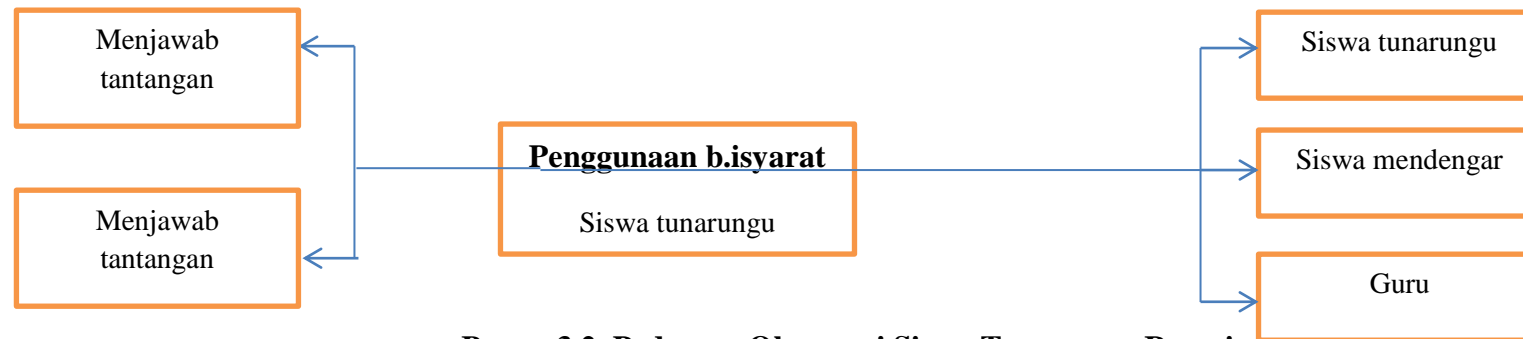 Menjawab
tantangan
Menjawab
tantangan
Penggunaan b.isyarat
Siswa tunarungu
Siswa tunarungu
Siswa mendengar
Guru